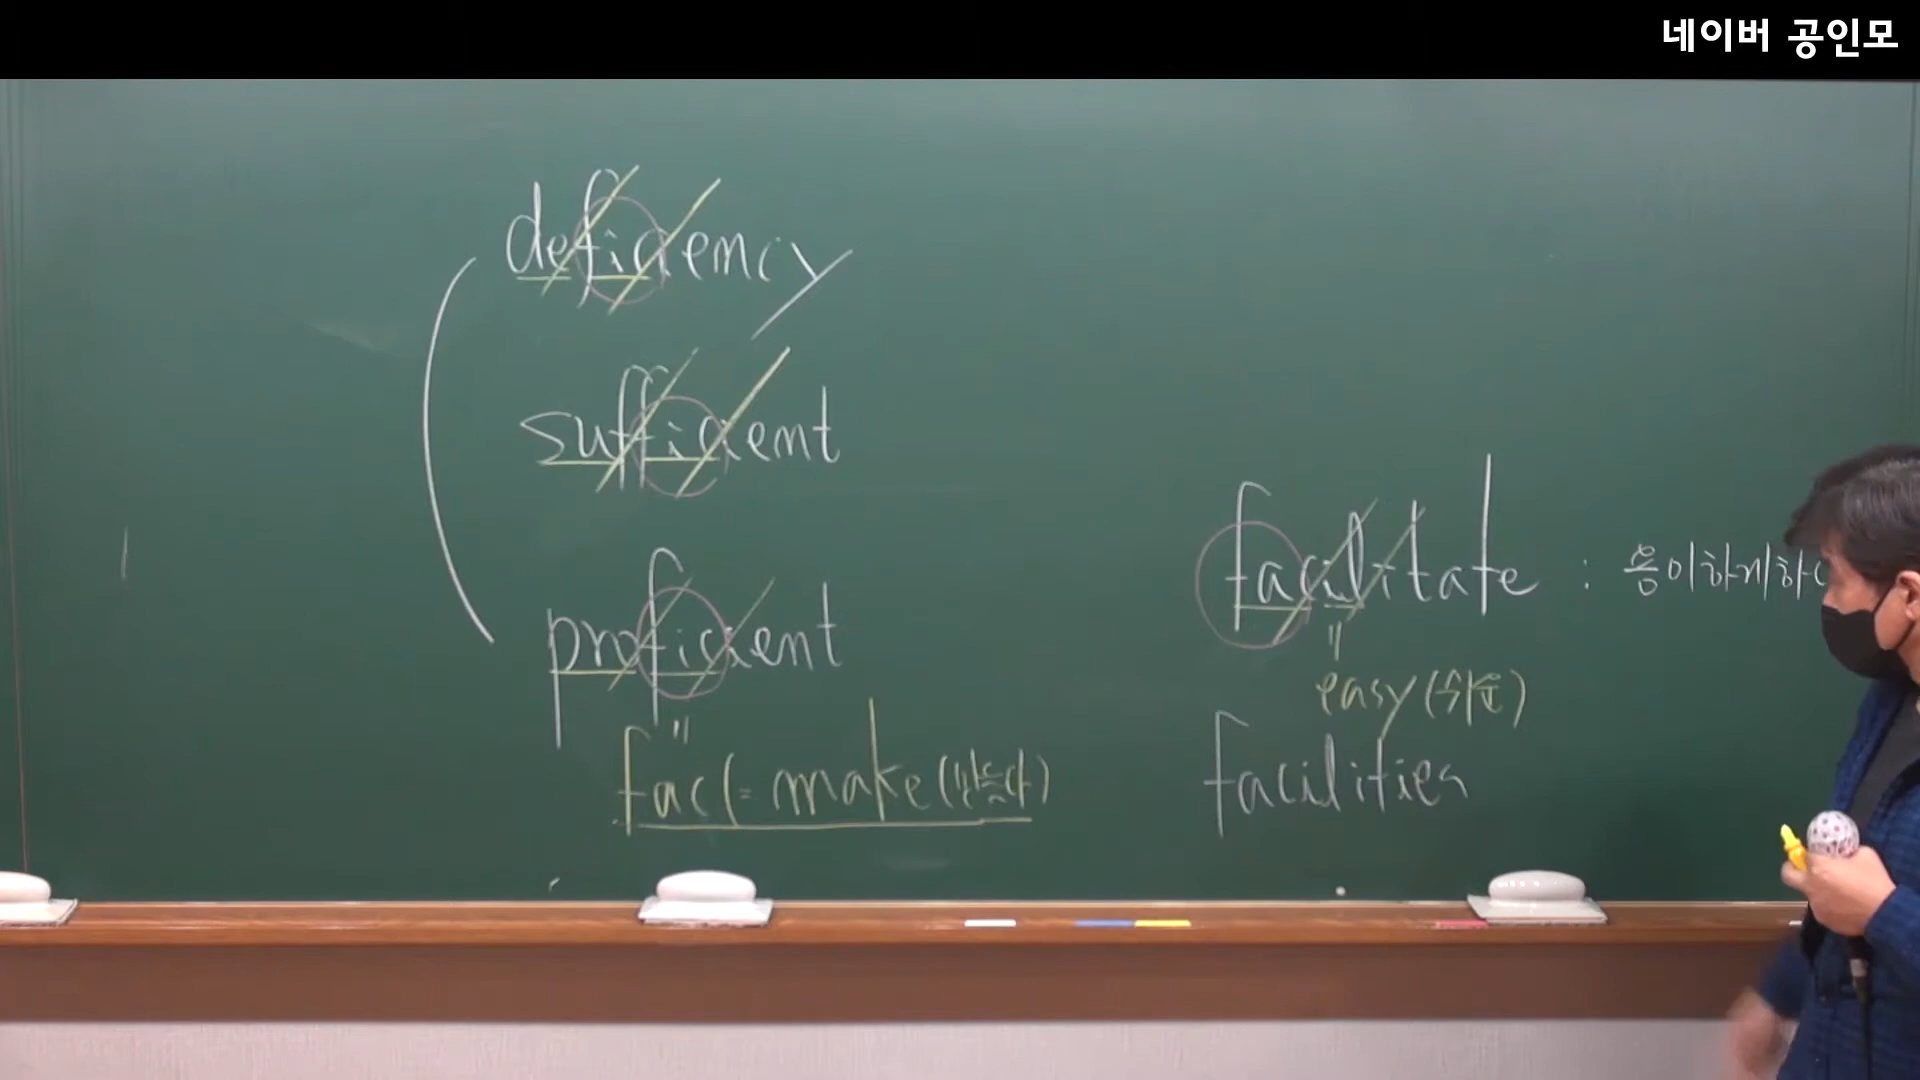 네이버 공인모
deficiency
sufficient
proficient
fac(= make(만들다)
facilitate : 용이하게하
"
easy(쉬운)
facilities